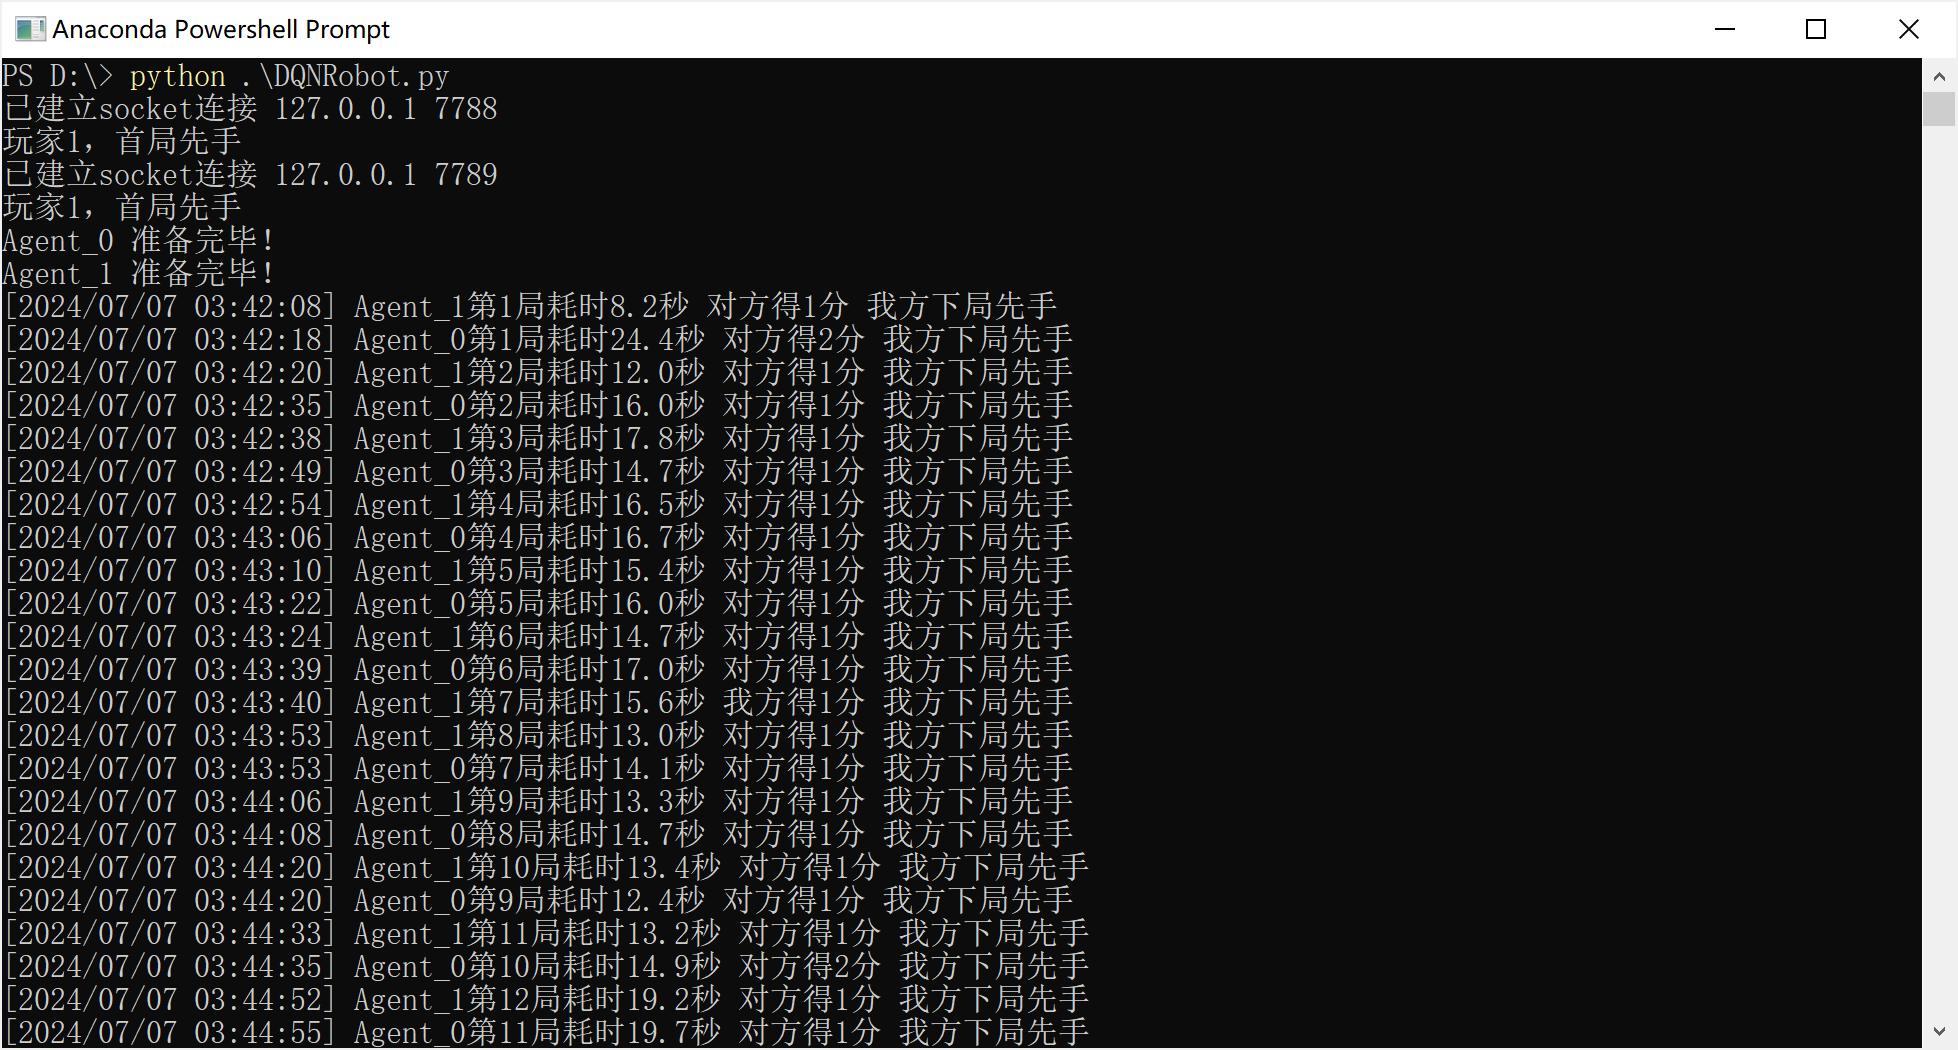 Anaconda Powershell Prompt
PS D:\> python .\DQNRobot.py
已建立socket连接 127.0.0.1 7788
玩家1，首局先手
已建立socket连接 127.0.0.1 7789
玩家1，首局先手
Agent_0 准备完毕！
Agent_1 准备完毕！
[2024/07/07 03:42:08] Agent_1第1局耗时8.2秒 对方得1分 我方下局先手
[2024/07/07 03:42:18] Agent_0第1局耗时24.4秒 对方得2分 我方下局先手
[2024/07/07 03:42:20] Agent_1第2局耗时12.0秒 对方得1分 我方下局先手
[2024/07/07 03:42:35] Agent_0第2局耗时16.0秒 对方得1分 我方下局先手
[2024/07/07 03:42:38] Agent_1第3局耗时17.8秒 对方得1分 我方下局先手
[2024/07/07 03:42:49] Agent_0第3局耗时14.7秒 对方得1分 我方下局先手
[2024/07/07 03:42:54] Agent_1第4局耗时16.5秒 对方得1分 我方下局先手
[2024/07/07 03:43:06] Agent_0第4局耗时16.7秒 对方得1分 我方下局先手
[2024/07/07 03:43:10] Agent_1第5局耗时15.4秒 对方得1分 我方下局先手
[2024/07/07 03:43:22] Agent_0第5局耗时16.0秒 对方得1分 我方下局先手
[2024/07/07 03:43:24] Agent_1第6局耗时14.7秒 对方得1分 我方下局先手
[2024/07/07 03:43:39] Agent_0第6局耗时17.0秒 对方得1分 我方下局先手
[2024/07/07 03:43:40] Agent_1第7局耗时15.6秒 我方得1分 我方下局先手
[2024/07/07 03:43:53] Agent_1第8局耗时13.0秒 对方得1分 我方下局先手
[2024/07/07 03:43:53] Agent_0第7局耗时14.1秒 对方得1分 我方下局先手
[2024/07/07 03:44:06] Agent_1第9局耗时13.3秒 对方得1分 我方下局先手
[2024/07/07 03:44:08] Agent_0第8局耗时14.7秒 对方得1分 我方下局先手
[2024/07/07 03:44:20] Agent_1第10局耗时13.4秒 对方得1分 我方下局先手
[2024/07/07 03:44:20] Agent_0第9局耗时12.4秒 对方得1分 我方下局先手
[2024/07/07 03:44:33] Agent_1第11局耗时13.2秒 对方得1分 我方下局先手
[2024/07/07 03:44:35] Agent_0第10局耗时14.9秒 对方得2分 我方下局先手
[2024/07/07 03:44:52] Agent_1第12局耗时19.2秒 对方得1分 我方下局先手
[2024/07/07 03:44:55] Agent_0第11局耗时19.7秒 对方得1分 我方下局先手